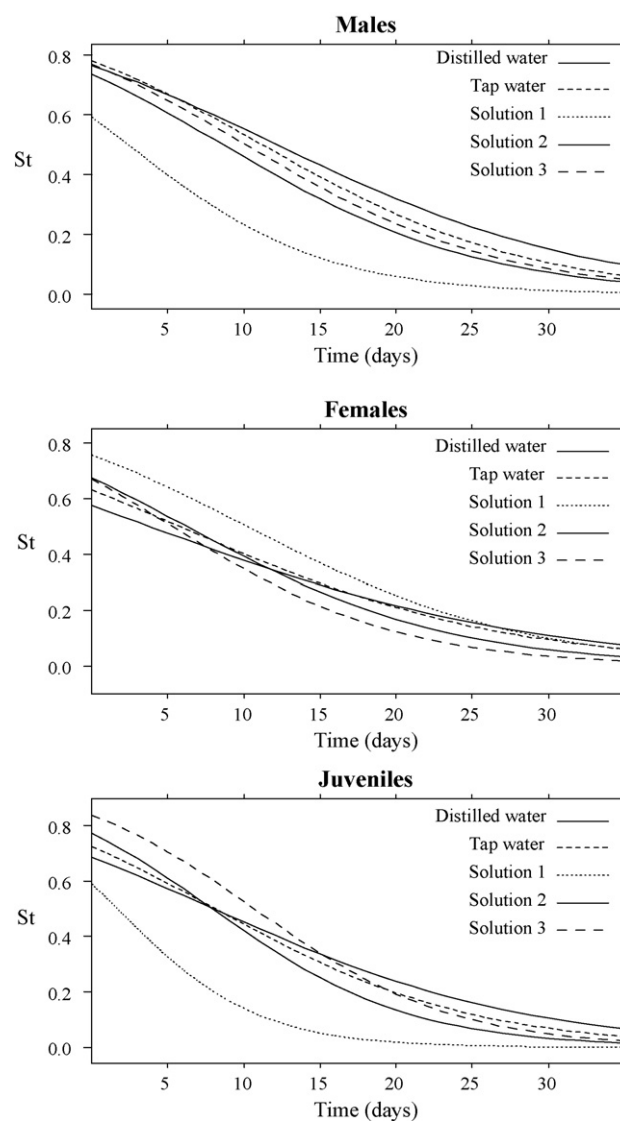 Males
0.8
0.6
0.4
0.2
0.0
St
Distilled water
Tap water
Solution 1
Solution 2
Solution 3
5 10 15 20 25 30
Time (days)
Females
0.8
0.6
0.4
0.2
0.0
St
Distilled water
Tap water
Solution 1
Solution 2
Solution 3
5 10 15 20 25 30
Time (days)
Juveniles
0.8
0.6
0.4
0.2
0.0
St
Distilled water
Tap water
Solution 1
Solution 2
Solution 3
5 10 15 20 25 30
Time (days)